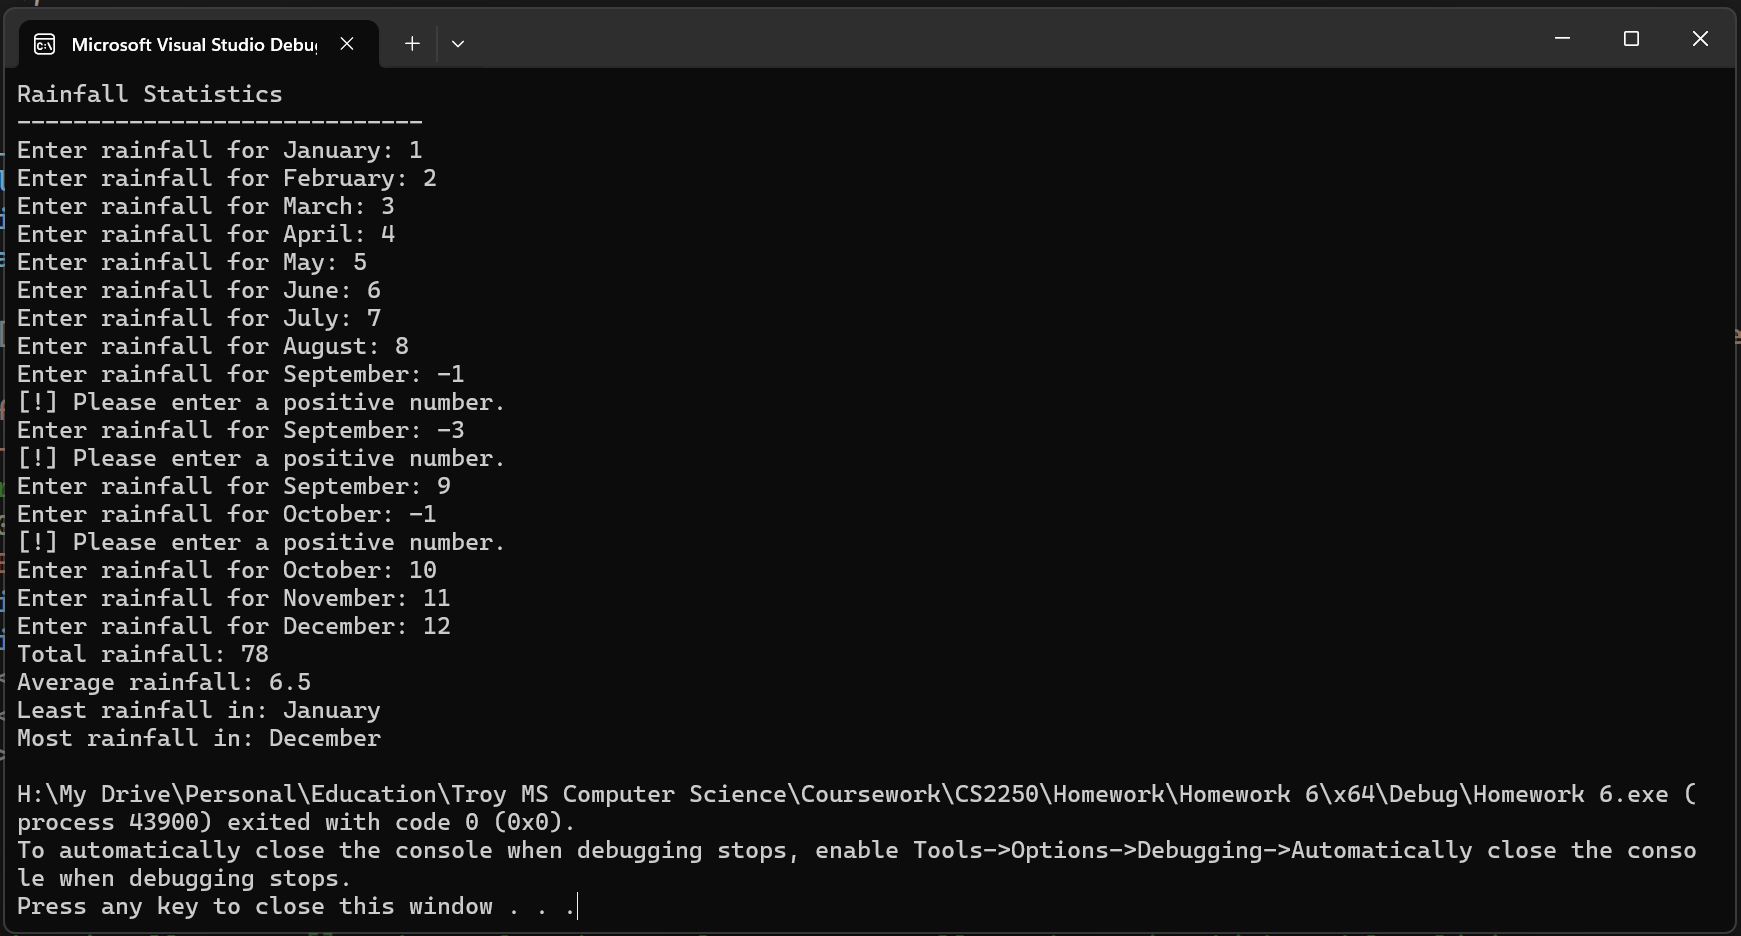 Microsoft Visual Studio Debu
Rainfall Statistics
-----------------------------
Enter rainfall for January: 1
Enter rainfall for February: 2
Enter rainfall for March: 3
Enter rainfall for April: 4
Enter rainfall for May: 5
Enter rainfall for June: 6
Enter rainfall for July: 7
Enter rainfall for August: 8
Enter rainfall for September: -1
[!] Please enter a positive number.
Enter rainfall for September: -3
[!] Please enter a positive number.
Enter rainfall for September: 9
Enter rainfall for October: -1
[!] Please enter a positive number.
Enter rainfall for October: 10
Enter rainfall for November: 11
Enter rainfall for December: 12
Total rainfall: 78
Average rainfall: 6.5
Least rainfall in: January
Most rainfall in: December
H:\My Drive\Personal\Education\Troy MS Computer Science\Coursework\CS2250\Homework\Homework 6\x64\Debug\Homework 6.exe (
process 43900) exited with code 0 (0x0).
To automatically close the console when debugging stops, enable Tools->Options->Debugging->Automatically close the conso
le when debugging stops.
Press any key to close this window . . .